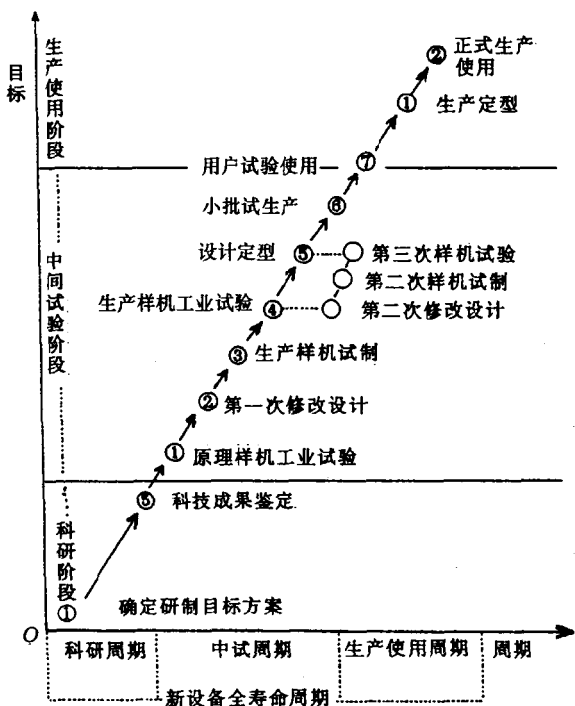 目标
生产使用阶段
中间试验阶段
科研阶段
② 正式生产
使用
① 生产定型
用户试验使用 ⑦
小批试生产 ⑥
设计定型 ⑤ 第三次样机试验
第二次样机试制
生产样机工业试验 ④ 第二次修改设计
③ 生产样机试制
② 第一次修改设计
① 原理样机工业试验
⑤ 科技成果鉴定
① 确定研制目标方案
O
科研周期 中试周期 生产使用周期 周期
新设备全寿命周期